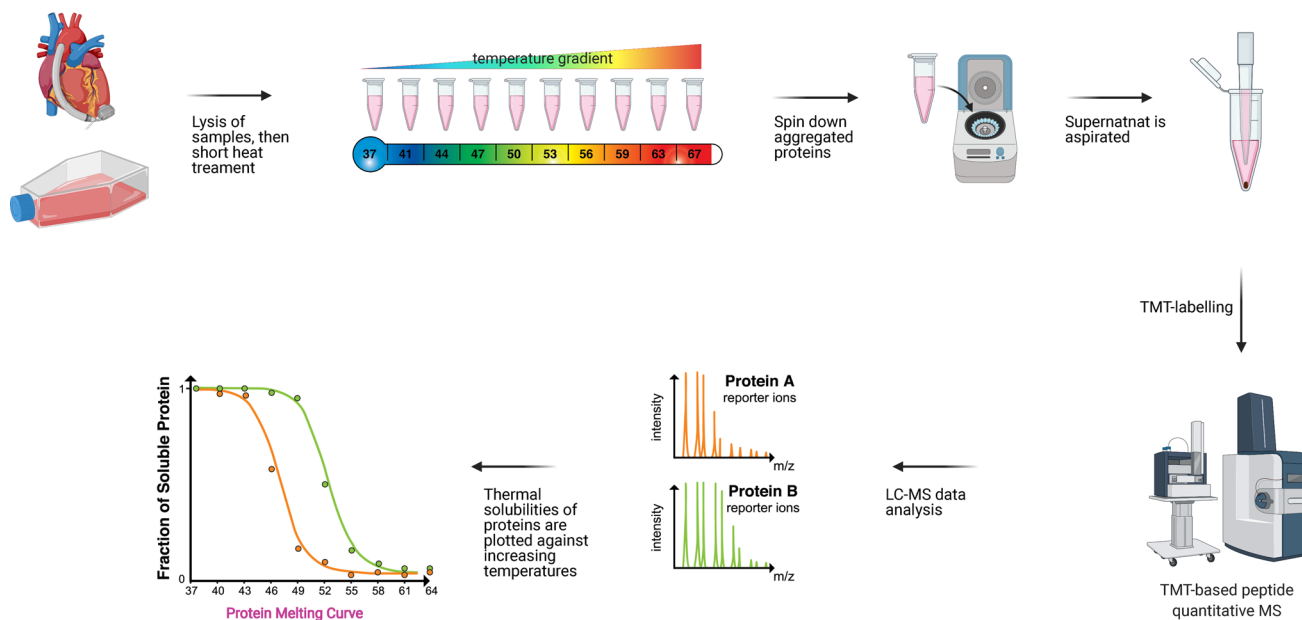 Lysis of
samples, then
short heat
treament
temperature gradient
37 41 44 47 50 53 56 59 63 67
Spin down
aggregated
proteins
Supernatnat is
aspirated
TMT-labelling
TMT-based peptide
quantitative MS
LC-MS data
analysis
Protein A
reporter ions
intensity
m/z
Protein B
reporter ions
intensity
m/z
Thermal
solubilities of
proteins are
plotted against
increasing
temperatures
Fraction of Soluble Protein
1
0
37 40 43 46 49 52 55 58 61 64
Protein Melting Curve